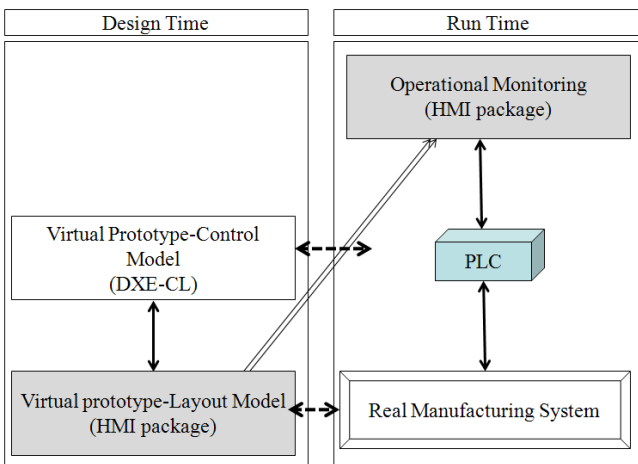 Design Time
Run Time
Operational Monitoring
(HMI package)
Virtual Prototype-Control
Model
(DXE-CL)
PLC
Virtual prototype-Layout Model
(HMI package)
Real Manufacturing System